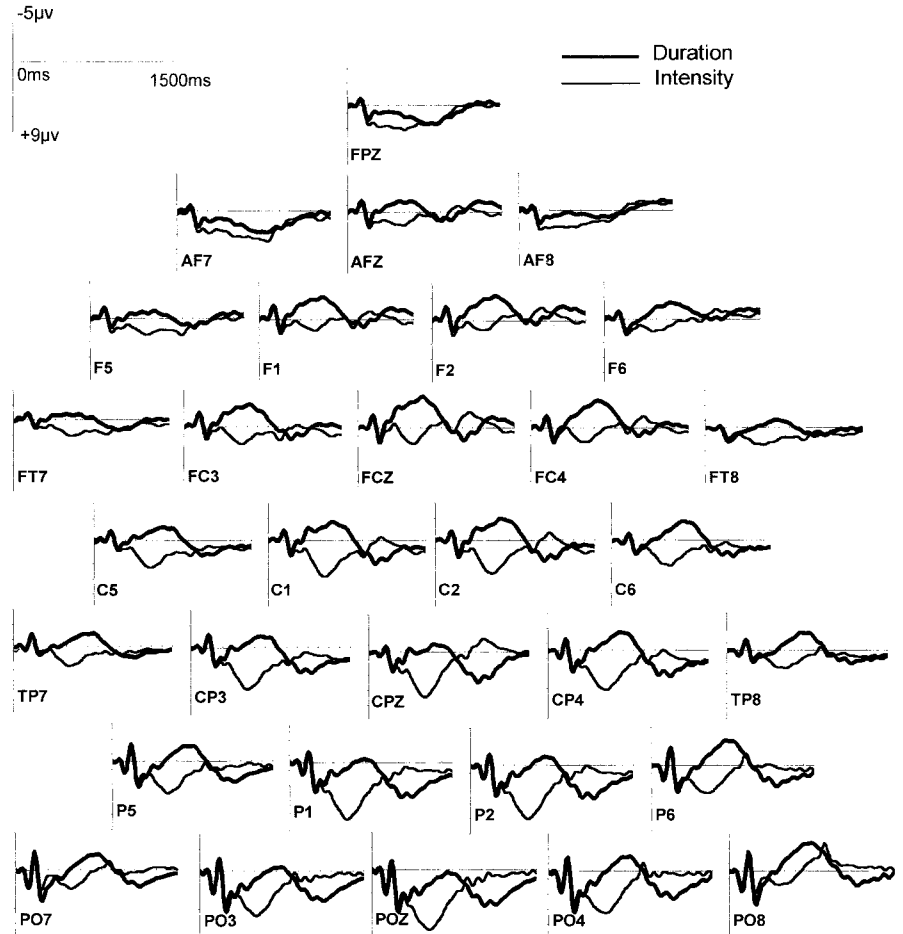 -5μv
0ms
1500ms
+9μv
Duration
Intensity
FPZ
AF7 AFZ AF8
F5 F1 F2 F6
FT7 FC3 FCZ FC4 FT8
C5 C1 C2 C6
TP7 CP3 CPZ CP4 TP8
P5 P1 P2 P6
PO7 PO3 POZ PO4 PO8